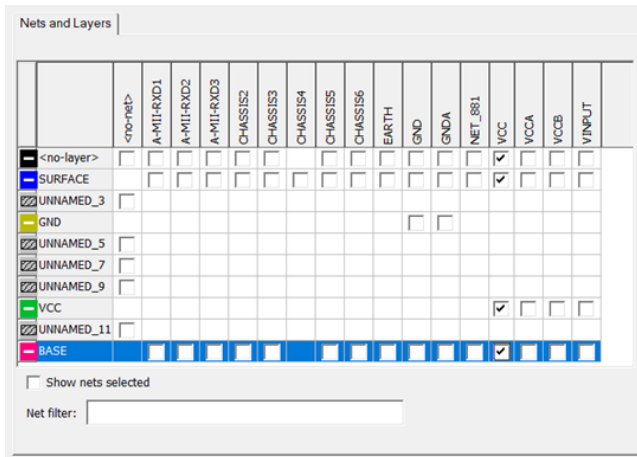 Nets and Layers
<no-net>
A-MII-RXD1
A-MII-RXD2
A-MII-RXD3
CHASSIS2
CHASSIS3
CHASSIS4
CHASSIS5
CHASSIS6
EARTH
GND
GNDA
NET_881
VCC
VCCA
VCCB
VINPUT
<no-layer>
SURFACE
UNNAMED_3
GND
UNNAMED_5
UNNAMED_7
UNNAMED_9
VCC
UNNAMED_11
BASE
Show nets selected
Net filter: